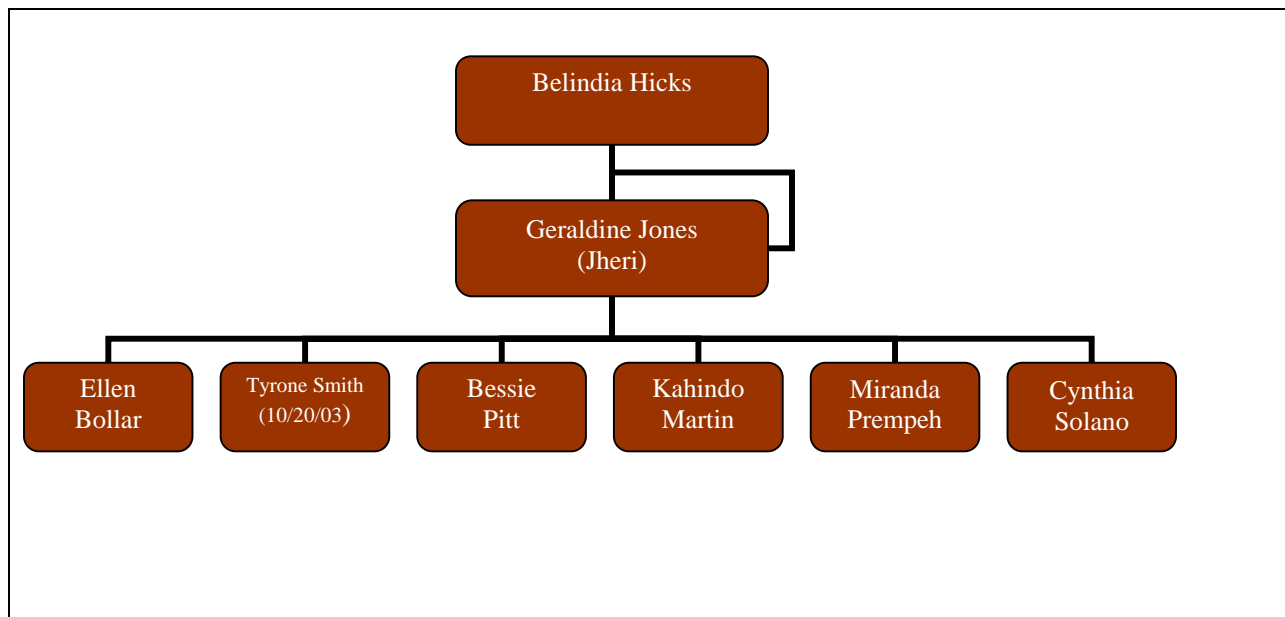 Belindia Hicks
Geraldine Jones
(Jheri)
Ellen
Bollar
Tyrone Smith
(10/20/03)
Bessie
Pitt
Kahindo
Martin
Miranda
Prempeh
Cynthia
Solano